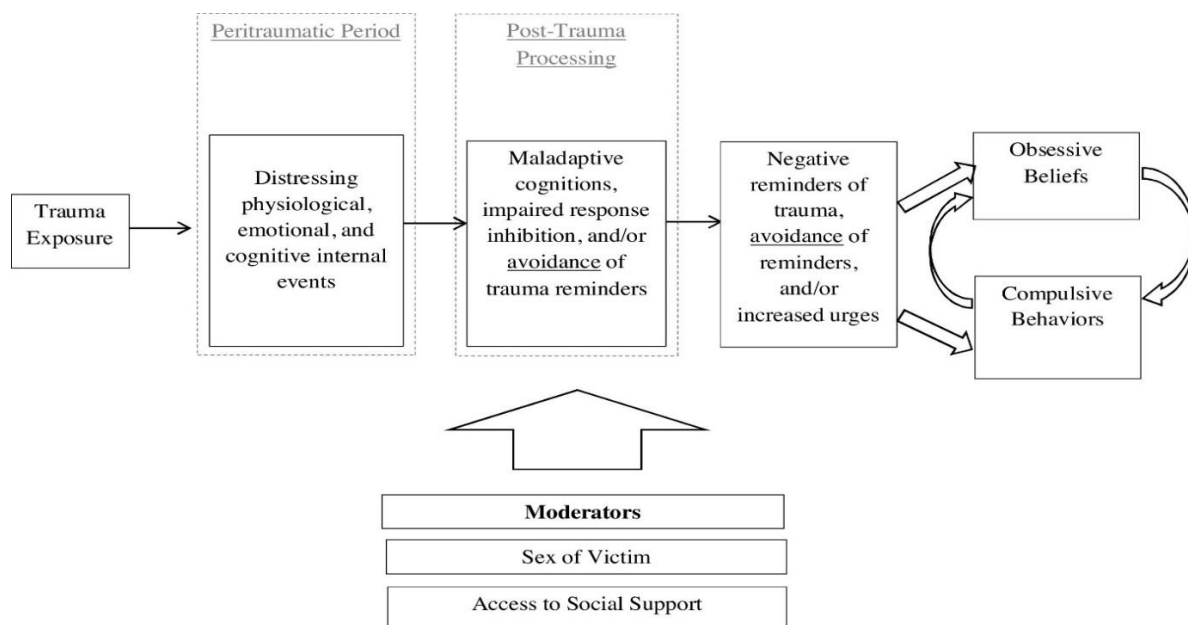 Peritraumatic Period
Post-Trauma
Processing
Trauma
Exposure
Distressing
physiological,
emotional, and
cognitive internal
events
Maladaptive
cognitions,
impaired response
inhibition, and/or
avoidance of
trauma reminders
Negative
reminders of
trauma,
avoidance of
reminders,
and/or
increased urges
Obsessive
Beliefs
Compulsive
Behaviors
Moderators
Sex of Victim
Access to Social Support